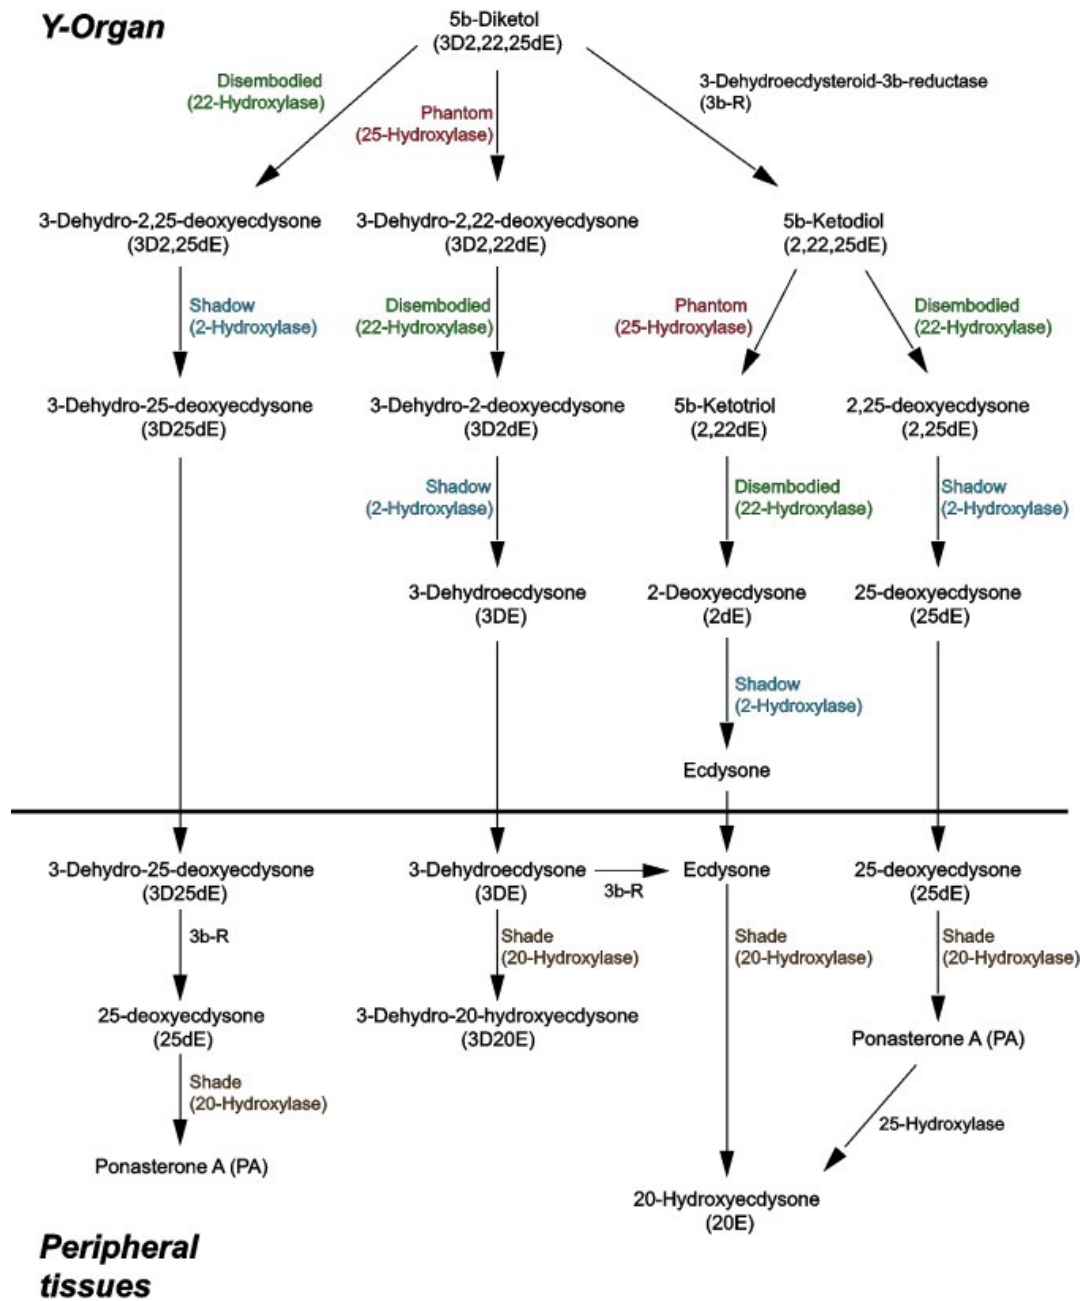 Y-Organ
5b-Diketol
(3D2,22,25dE)
Disembodied
(22-Hydroxylase)
Phantom
(25-Hydroxylase)
3-Dehydroecdysteroid-3b-reductase
(3b-R)
3-Dehydro-2,25-deoxyecdysone
(3D2,25dE)
3-Dehydro-2,22-deoxyecdysone
(3D2,22dE)
5b-Ketodiol
(2,22,25dE)
Shadow
(2-Hydroxylase)
Disembodied
(22-Hydroxylase)
Phantom
(25-Hydroxylase)
Disembodied
(22-Hydroxylase)
3-Dehydro-25-deoxyecdysone
(3D25dE)
3-Dehydro-2-deoxyecdysone
(3D2dE)
5b-Ketotriol
(2,22dE)
2,25-deoxyecdysone
(2,25dE)
Shadow
(2-Hydroxylase)
Disembodied
(22-Hydroxylase)
Shadow
(2-Hydroxylase)
3-Dehydroecdysone
(3DE)
2-Deoxyecdysone
(2dE)
25-deoxyecdysone
(25dE)
Shadow
(2-Hydroxylase)
Ecdysone
3-Dehydro-25-deoxyecdysone
(3D25dE)
3-Dehydroecdysone
(3DE)
3b-R
Ecdysone
25-deoxyecdysone
(25dE)
3b-R
Shade
(20-Hydroxylase)
Shade
(20-Hydroxylase)
Shade
(20-Hydroxylase)
25-deoxyecdysone
(25dE)
3-Dehydro-20-hydroxyecdysone
(3D20E)
Ponasterone A (PA)
Shade
(20-Hydroxylase)
25-Hydroxylase
Ponasterone A (PA)
20-Hydroxyecdysone
(20E)
Peripheral
tissues